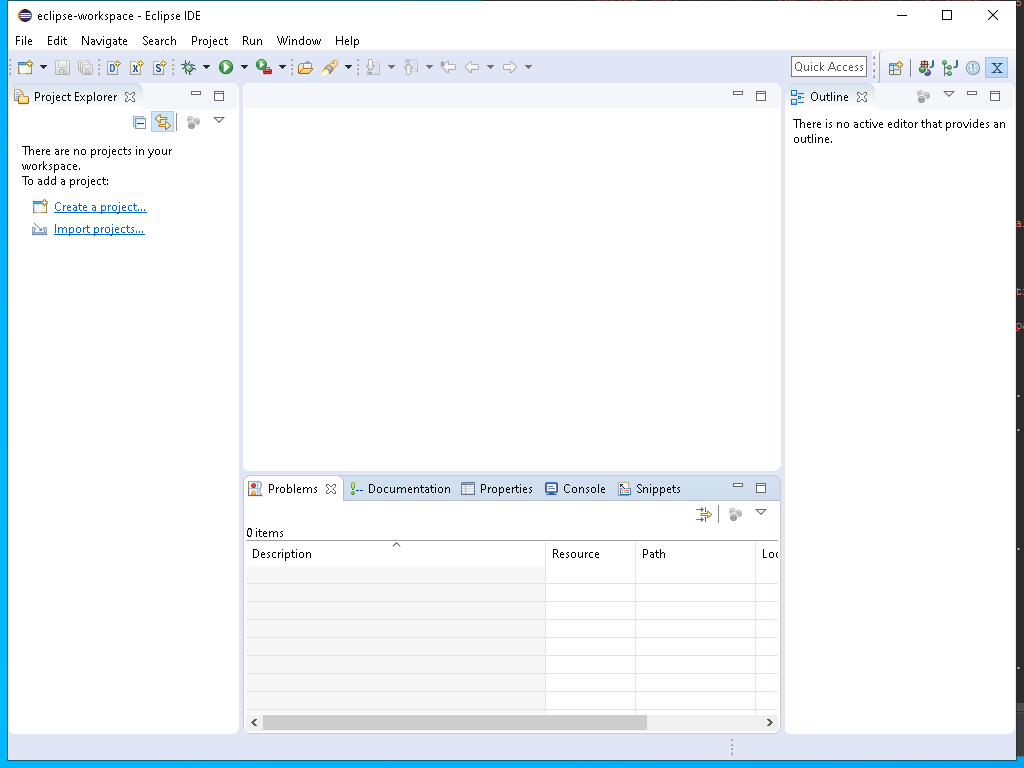 eclipse-workspace - Eclipse IDE
File Edit Navigate Search Project Run Window Help
Quick Access
Project Explorer
There are no projects in your
workspace.
To add a project:
Create a project...
Import projects...
Outline
There is no active editor that provides an
outline.
Problems Documentation Properties Console Snippets
0 items
Description Resource Path